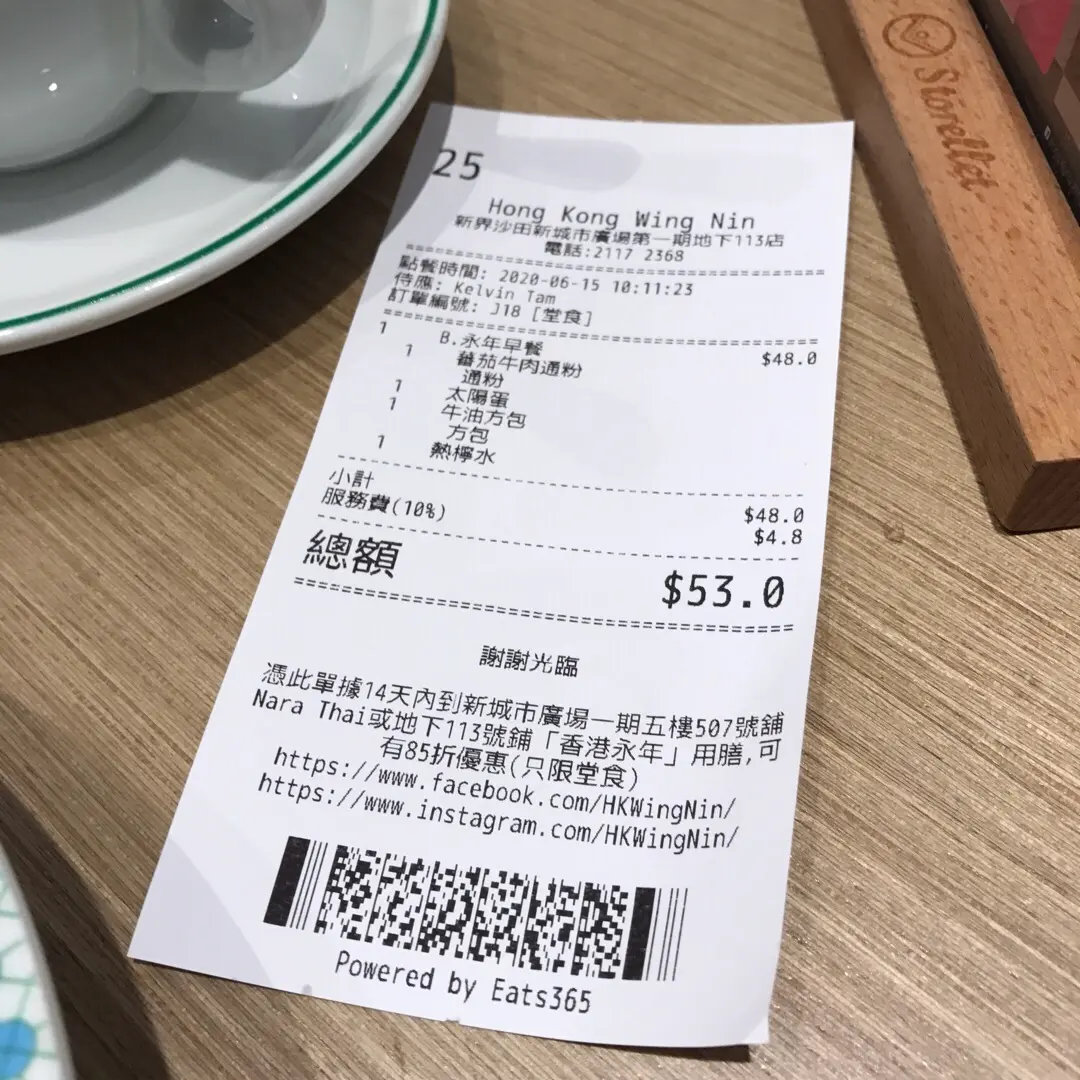 25
Hong Kong Wing Nin
新界沙田新城市廣場第一期地下113店
電話:2117 2368
點餐時間: 2020-06-15 10:11:23
侍應: Kelvin Tam
訂單編號: J18 [堂食]
1 B.永年早餐 $48.0
1 蕃茄牛肉通粉
通粉
1 太陽蛋
1 牛油方包
方包
1 熱檸水
小計 $48.0
服務費(10%) $4.8
總額 $53.0
謝謝光臨
憑此單據14天內到新城市廣場一期五樓507號舖
Nara Thai或地下113號鋪「香港永年」用膳,可
有85折優惠(只限堂食)
https://www.facebook.com/HKWingNin/
https://www.instagram.com/HKWingNin/
Powered by Eats365
Storellet